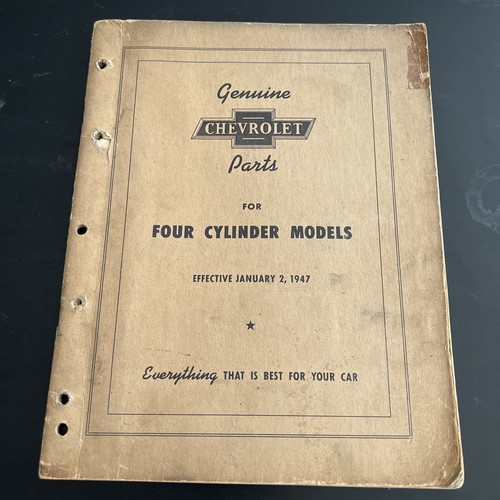 Genuine
CHEVROLET
Parts
FOR
FOUR CYLINDER MODELS
EFFECTIVE JANUARY 2, 1947
Everything THAT IS BEST FOR YOUR CAR